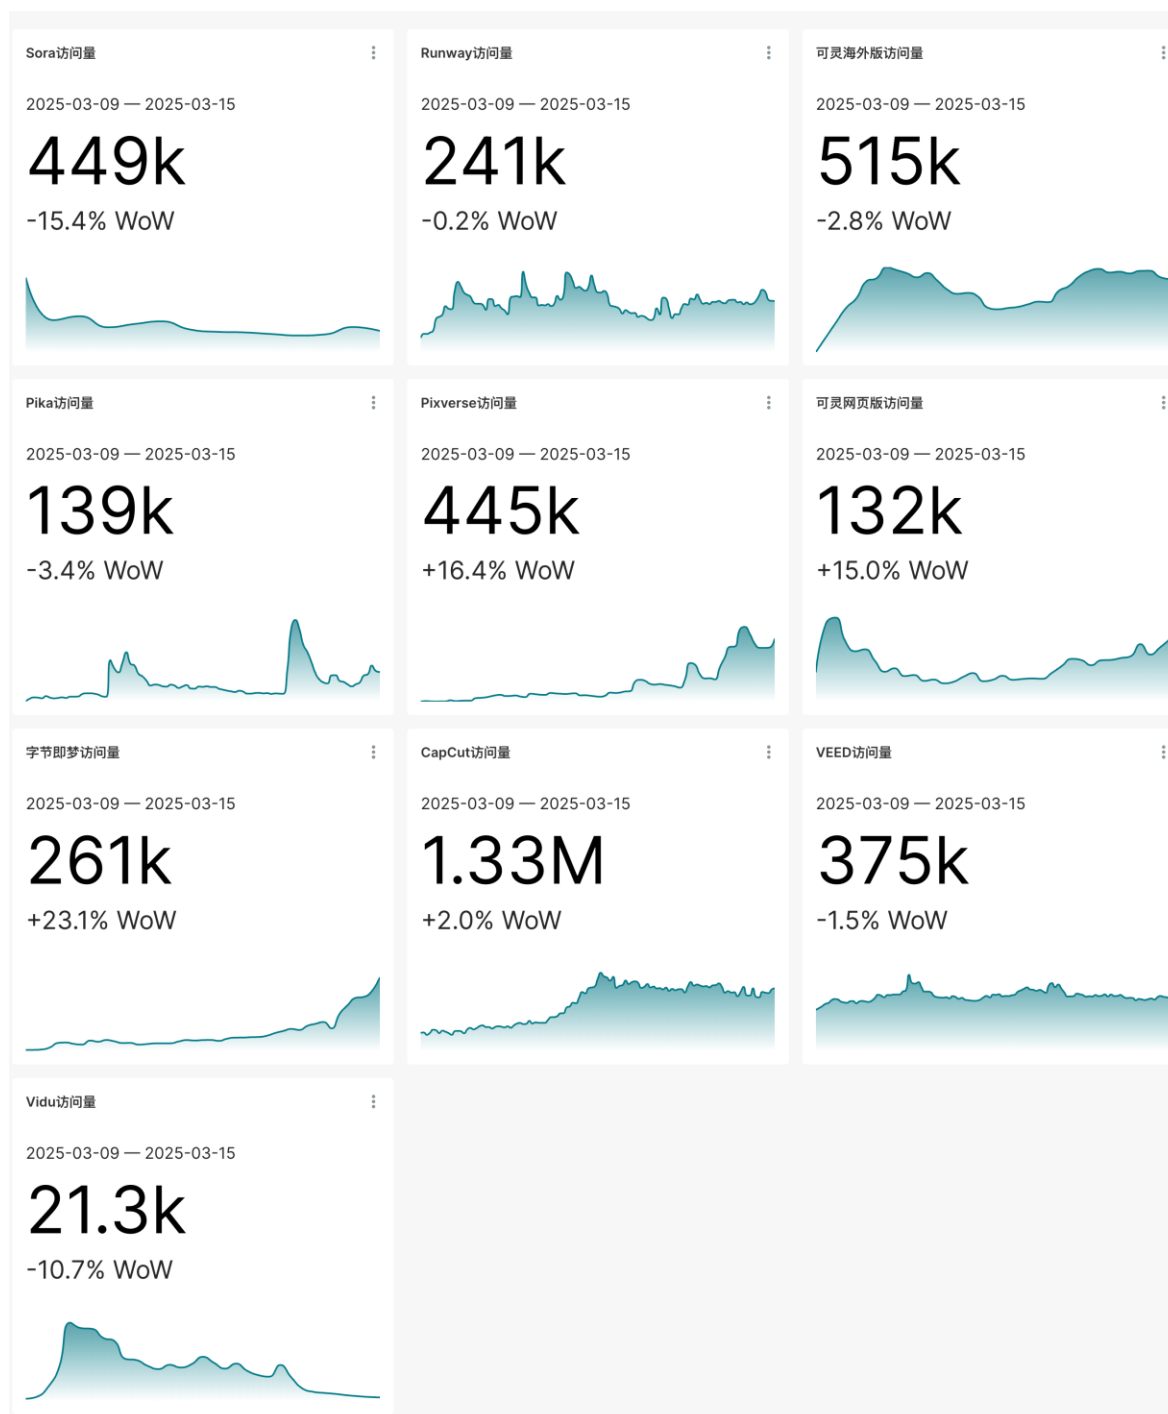 Sora访问量
2025-03-09 — 2025-03-15
449k
-15.4% WoW
Runway访问量
2025-03-09 — 2025-03-15
241k
-0.2% WoW
可灵海外版访问量
2025-03-09 — 2025-03-15
515k
-2.8% WoW
Pika访问量
2025-03-09 — 2025-03-15
139k
-3.4% WoW
Pixverse访问量
2025-03-09 — 2025-03-15
445k
+16.4% WoW
可灵网页版访问量
2025-03-09 — 2025-03-15
132k
+15.0% WoW
字节即梦访问量
2025-03-09 — 2025-03-15
261k
+23.1% WoW
CapCut访问量
2025-03-09 — 2025-03-15
1.33M
+2.0% WoW
VEED访问量
2025-03-09 — 2025-03-15
375k
-1.5% WoW
Vidu访问量
2025-03-09 — 2025-03-15
21.3k
-10.7% WoW